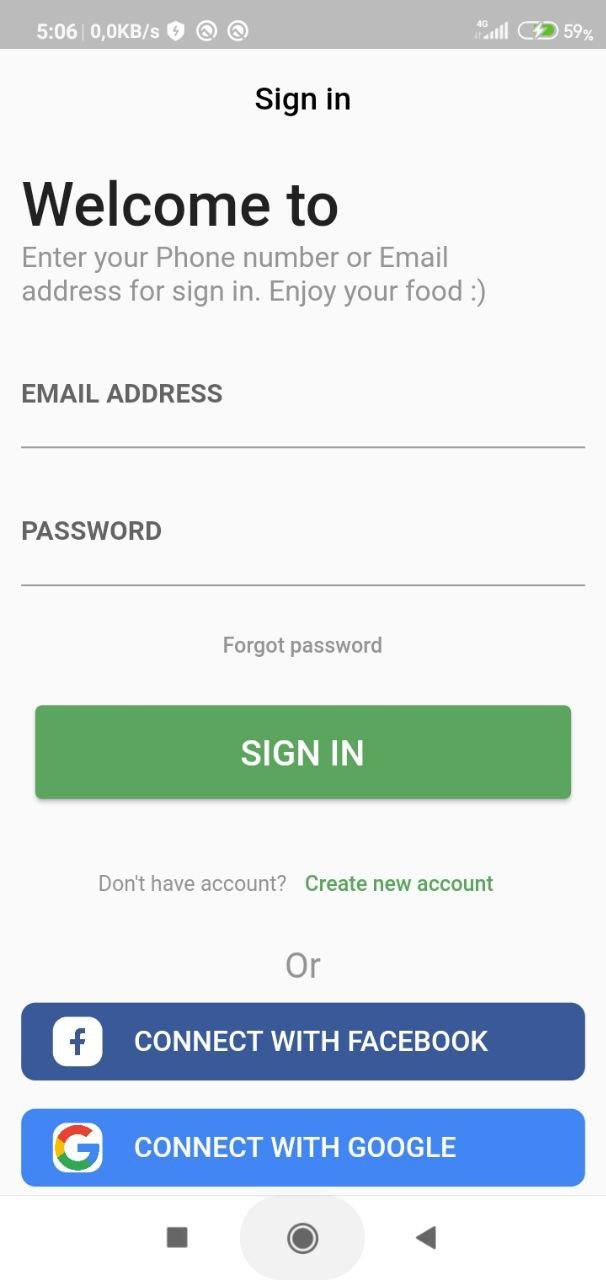 5:06 0,0KB/s 4G 59%
Sign in
Welcome to
Enter your Phone number or Email
address for sign in. Enjoy your food :)
EMAIL ADDRESS
PASSWORD
Forgot password
SIGN IN
Don't have account? Create new account
Or
f CONNECT WITH FACEBOOK
G CONNECT WITH GOOGLE